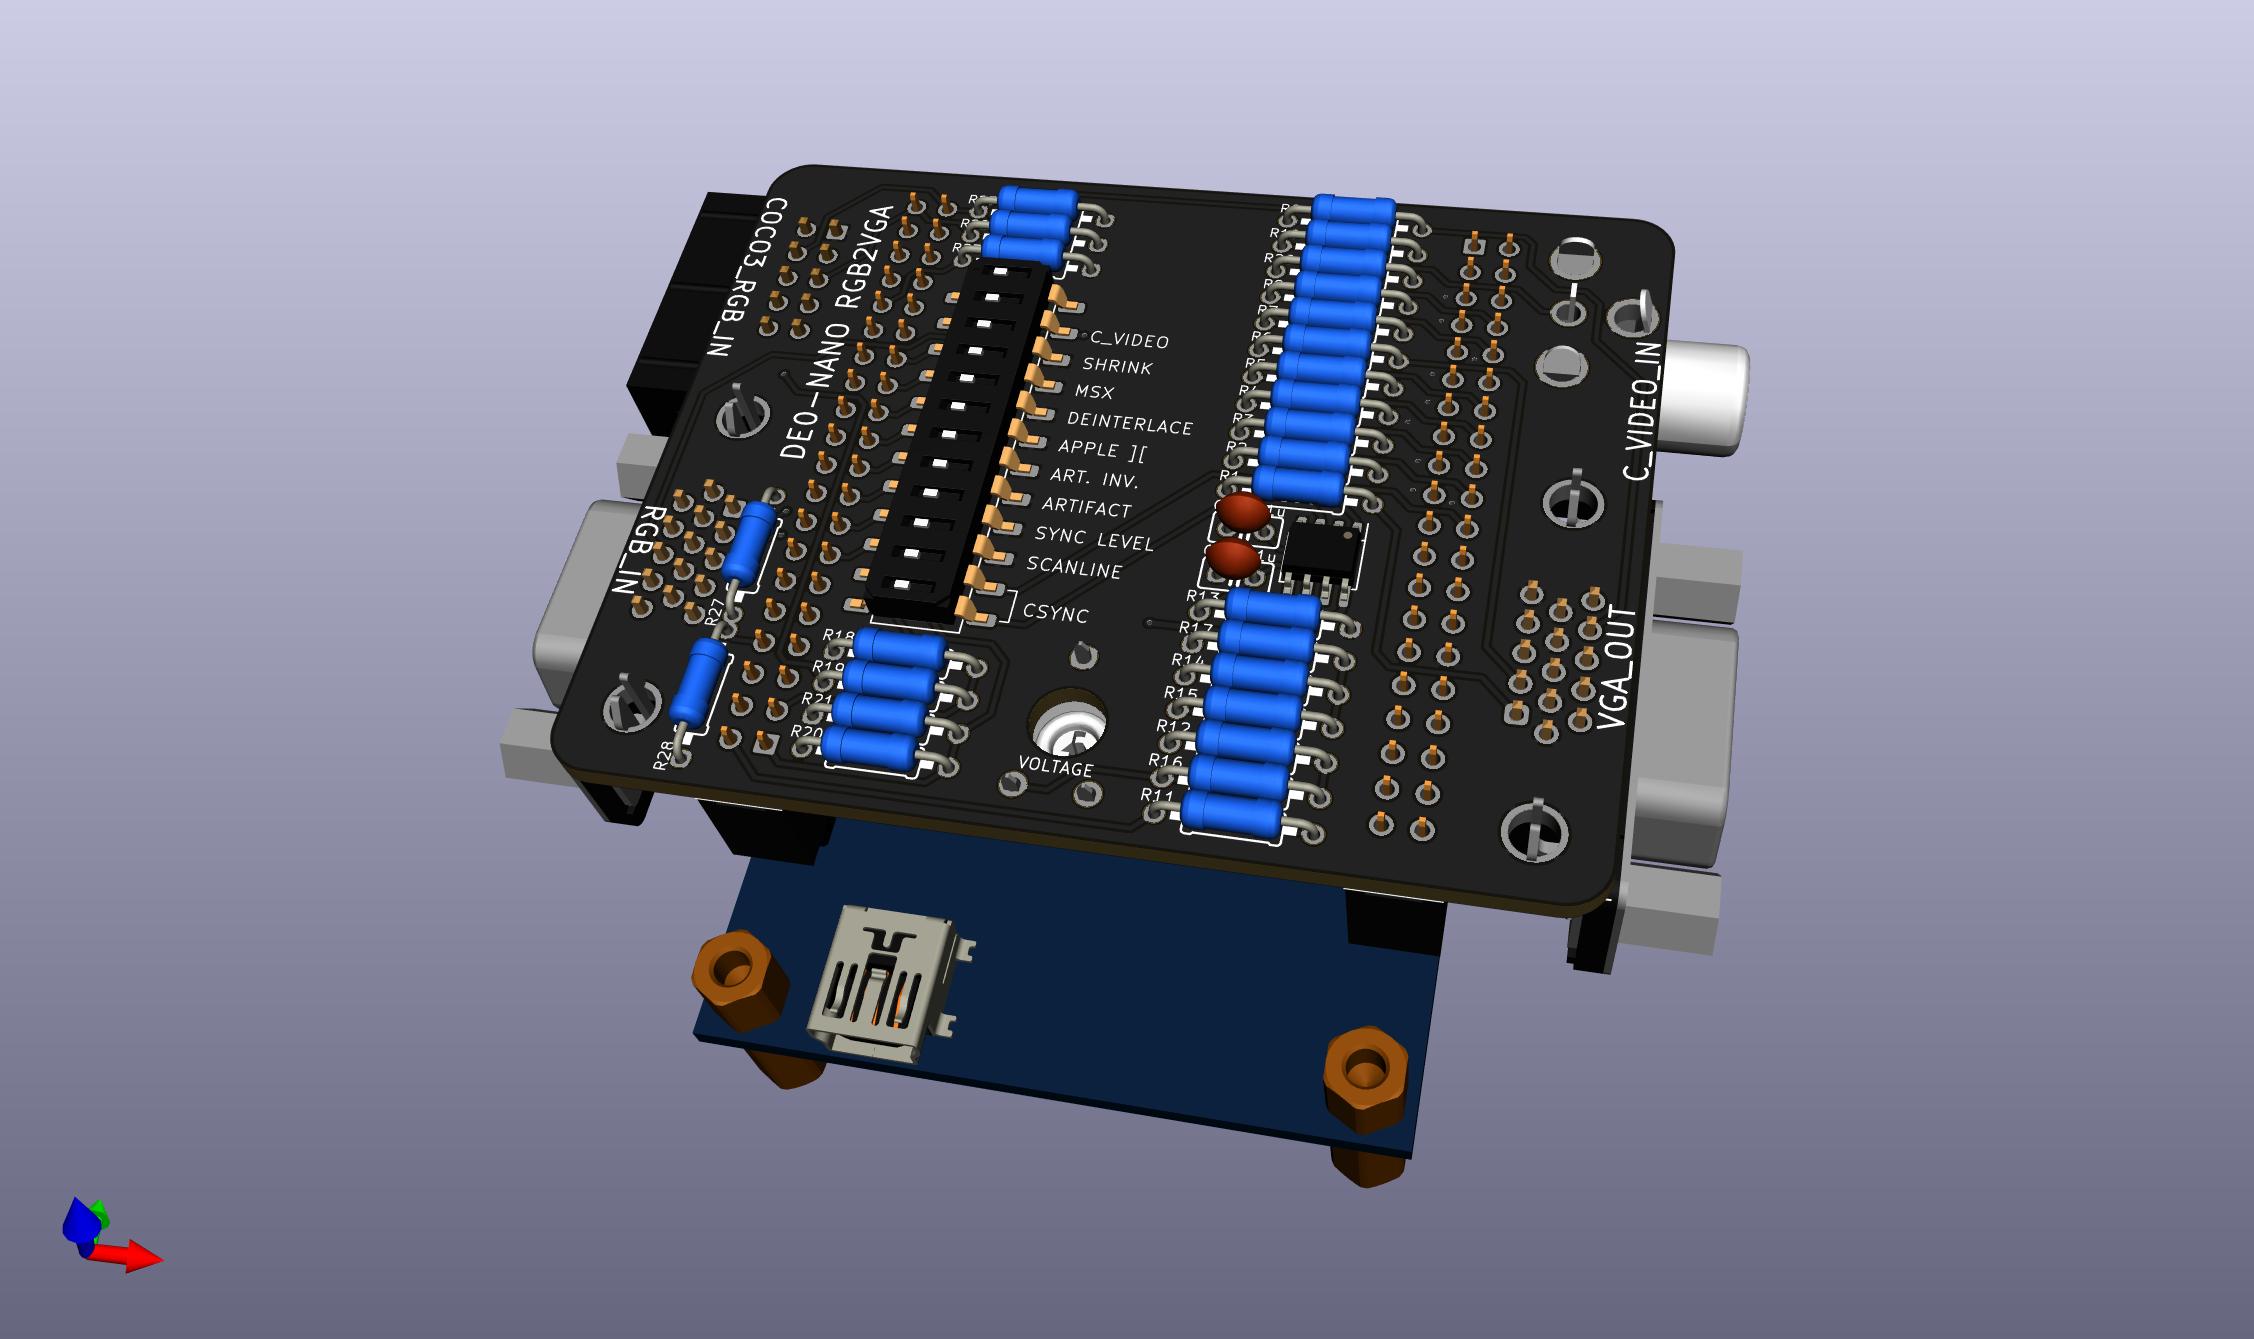 COCO3_RGB_IN
DE0-NANO RGB2VGA
C_VIDEO
SHRINK
MSX
DEINTERLACE
APPLE ][
ART. INV.
ARTIFACT
SYNC LEVEL
SCANLINE
CSYNC
C_VIDEO_IN
RGB_IN
R27
R28
R18
R19
R21
R20
VOLTAGE
R13
R17
R14
R15
R12
R16
R11
VGA_OUT